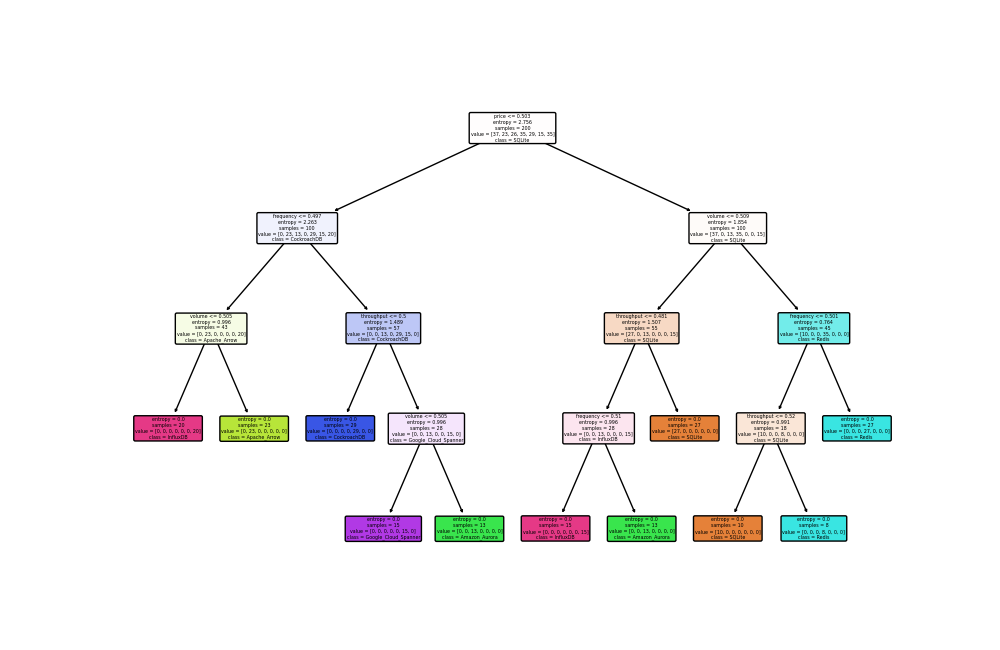 price <= 0.503
entropy = 2.756
samples = 200
value = [37, 23, 26, 35, 29, 15, 35]
class = SQLite
frequency <= 0.497
entropy = 2.263
samples = 100
value = [0, 23, 13, 0, 29, 15, 20]
class = CockroachDB
volume <= 0.509
entropy = 1.854
samples = 100
value = [37, 0, 13, 35, 0, 0, 15]
class = SQLite
volume <= 0.505
entropy = 0.996
samples = 43
value = [0, 23, 0, 0, 0, 0, 20]
class = Apache_Arrow
throughput <= 0.5
entropy = 1.489
samples = 57
value = [0, 0, 13, 0, 29, 15, 0]
class = CockroachDB
throughput <= 0.481
entropy = 1.507
samples = 55
value = [27, 0, 13, 0, 0, 0, 15]
class = SQLite
frequency <= 0.501
entropy = 0.764
samples = 45
value = [10, 0, 0, 35, 0, 0, 0]
class = Redis
entropy = 0.0
samples = 20
value = [0, 0, 0, 0, 0, 0, 20]
class = InfluxDB
entropy = 0.0
samples = 23
value = [0, 23, 0, 0, 0, 0, 0]
class = Apache_Arrow
entropy = 0.0
samples = 29
value = [0, 0, 0, 0, 29, 0, 0]
class = CockroachDB
volume <= 0.505
entropy = 0.996
samples = 28
value = [0, 0, 13, 0, 0, 15, 0]
class = Google_Cloud_Spanner
frequency <= 0.51
entropy = 0.996
samples = 28
value = [0, 0, 13, 0, 0, 0, 15]
class = InfluxDB
entropy = 0.0
samples = 27
value = [27, 0, 0, 0, 0, 0, 0]
class = SQLite
throughput <= 0.52
entropy = 0.991
samples = 18
value = [10, 0, 0, 8, 0, 0, 0]
class = SQLite
entropy = 0.0
samples = 27
value = [0, 0, 0, 27, 0, 0, 0]
class = Redis
entropy = 0.0
samples = 15
value = [0, 0, 0, 0, 0, 15, 0]
class = Google_Cloud_Spanner
entropy = 0.0
samples = 13
value = [0, 0, 13, 0, 0, 0, 0]
class = Amazon_Aurora
entropy = 0.0
samples = 15
value = [0, 0, 0, 0, 0, 0, 15]
class = InfluxDB
entropy = 0.0
samples = 13
value = [0, 0, 13, 0, 0, 0, 0]
class = Amazon_Aurora
entropy = 0.0
samples = 10
value = [10, 0, 0, 0, 0, 0, 0]
class = SQLite
entropy = 0.0
samples = 8
value = [0, 0, 0, 8, 0, 0, 0]
class = Redis